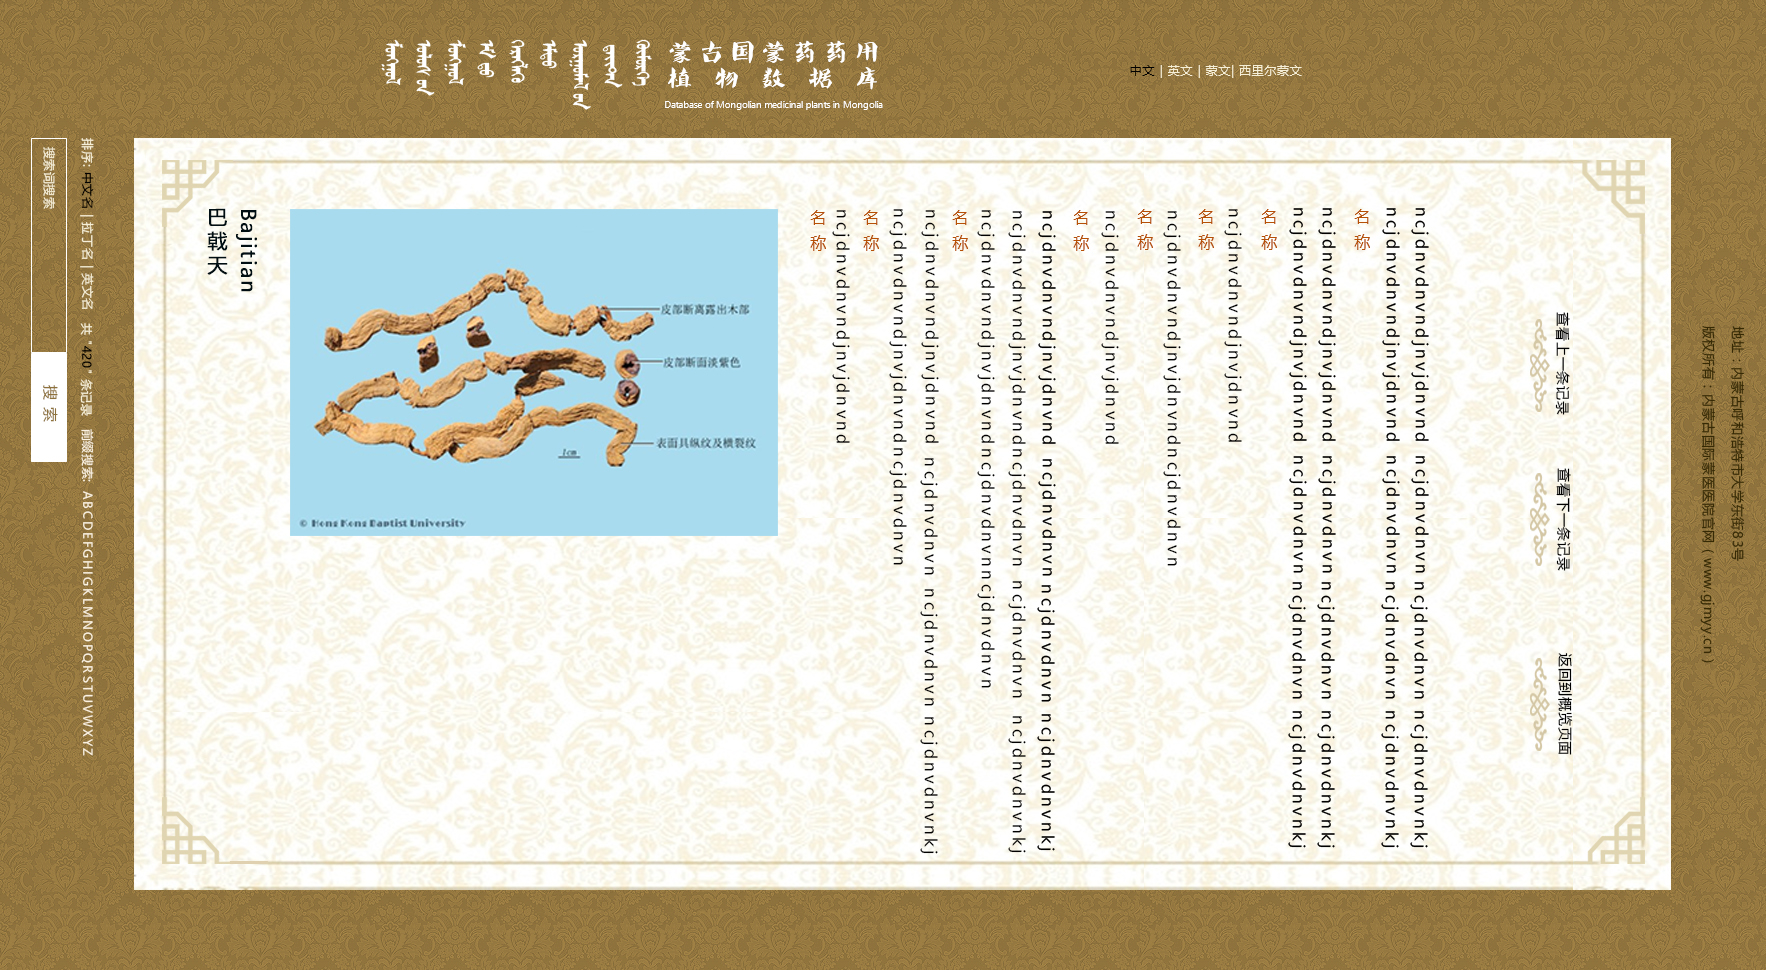 蒙古国蒙药药用
植物数据库
Database of Mongolian medicinal plants in Mongolia
中文 | 英文 | 蒙文| 西里尔蒙文
搜索词搜索
搜 索
排序: 中文名 | 拉丁名 | 英文名 共 "420" 条记录 前缀搜索: ABCDEFGHIGKLMNOPQRSTUVWXYZ
巴戟天
Bajitian
皮部断离露出木部
皮部断面淡紫色
表面具纵纹及横裂纹
1cm
© Hong Kong Baptist University
名称
ncjdnvdnvndjnvjdnvnd
名称
ncjdnvdnvndjnvjdnvndncjdnvdnvn
ncjdnvdnvndjnvjdnvnd ncjdnvdnvn ncjdnvdnvn ncjdnvdnvnkj
名称
ncjdnvdnvndjnvjdnvndncjdnvdnvnncjdnvdnvn
ncjdnvdnvndjnvjdnvndncjdnvdnvn ncjdnvdnvn ncjdnvdnvnkj
ncjdnvdnvndjnvjdnvnd ncjdnvdnvn ncjdnvdnvn ncjdnvdnvnkj
名称
ncjdnvdnvndjnvjdnvnd
名称
ncjdnvdnvndjnvjdnvndncjdnvdnvn
名称
ncjdnvdnvndjnvjdnvnd
名称
ncjdnvdnvndjnvjdnvnd ncjdnvdnvn ncjdnvdnvn ncjdnvdnvnkj
ncjdnvdnvndjnvjdnvnd ncjdnvdnvn ncjdnvdnvn ncjdnvdnvnkj
名称
ncjdnvdnvndjnvjdnvnd ncjdnvdnvn ncjdnvdnvn ncjdnvdnvnkj
ncjdnvdnvndjnvjdnvnd ncjdnvdnvn ncjdnvdnvn ncjdnvdnvnkj
查看上一条记录
查看下一条记录
返回到概览页面
版权所有：内蒙古国际蒙医医院官网（ www.gjmyy.cn ）
地址：内蒙古呼和浩特市大学东街83号